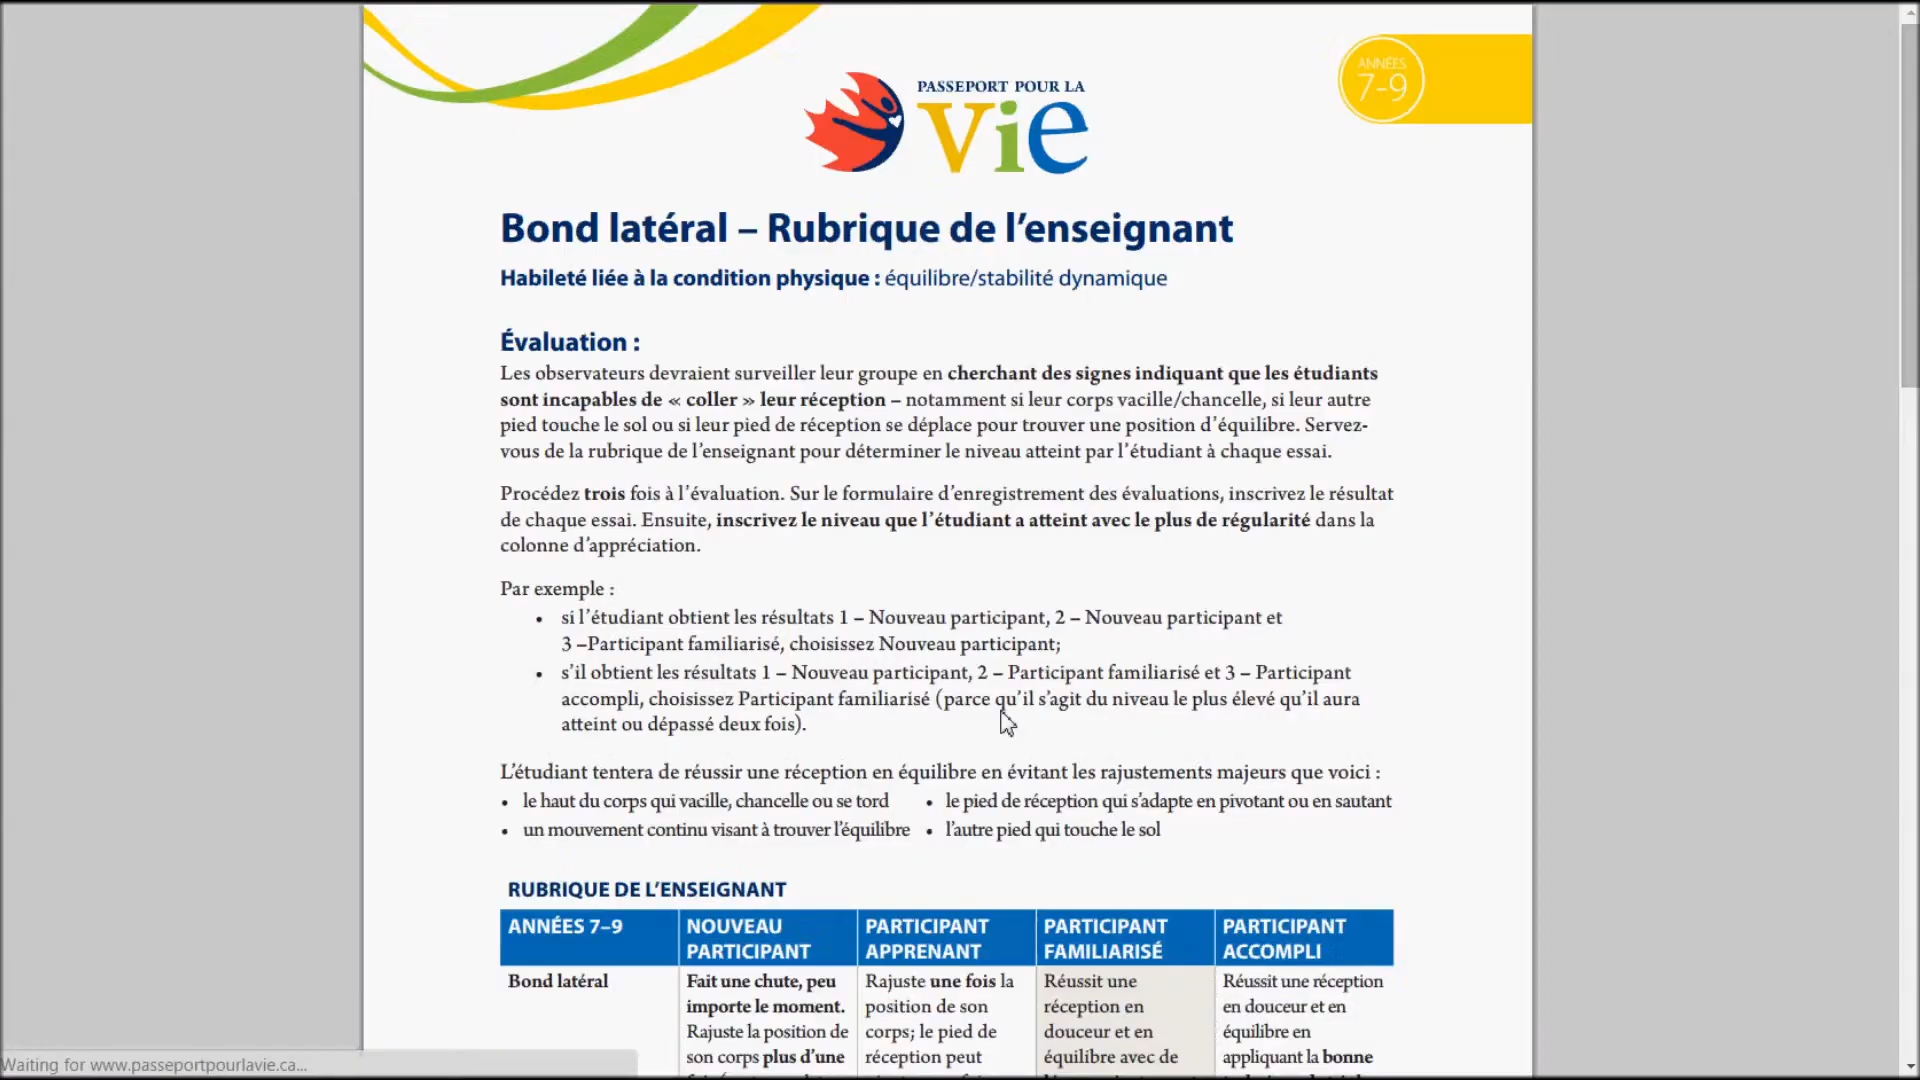 ANNÉES
7-9
PASSEPORT POUR LA
vie
Bond latéral – Rubrique de l’enseignant
Habileté liée à la condition physique : équilibre/stabilité dynamique
Évaluation :
Les observateurs devraient surveiller leur groupe en cherchant des signes indiquant que les étudiants
sont incapables de « coller » leur réception – notamment si leur corps vacille/chancelle, si leur autre
pied touche le sol ou si leur pied de réception se déplace pour trouver une position d’équilibre. Servez-
vous de la rubrique de l’enseignant pour déterminer le niveau atteint par l’étudiant à chaque essai.
Procédez trois fois à l’évaluation. Sur le formulaire d’enregistrement des évaluations, inscrivez le résultat
de chaque essai. Ensuite, inscrivez le niveau que l’étudiant a atteint avec le plus de régularité dans la
colonne d’appréciation.
Par exemple :
• si l’étudiant obtient les résultats 1 – Nouveau participant, 2 – Nouveau participant et
3 –Participant familiarisé, choisissez Nouveau participant;
• s’il obtient les résultats 1 – Nouveau participant, 2 – Participant familiarisé et 3 – Participant
accompli, choisissez Participant familiarisé (parce qu’il s’agit du niveau le plus élevé qu’il aura
atteint ou dépassé deux fois).
L’étudiant tentera de réussir une réception en équilibre en évitant les rajustements majeurs que voici :
• le haut du corps qui vacille, chancelle ou se tord • le pied de réception qui s’adapte en pivotant ou en sautant
• un mouvement continu visant à trouver l’équilibre • l’autre pied qui touche le sol
RUBRIQUE DE L’ENSEIGNANT
ANNÉES 7–9 NOUVEAU PARTICIPANT PARTICIPANT PARTICIPANT
PARTICIPANT APPRENANT FAMILIARISÉ ACCOMPLI
Bond latéral Fait une chute, peu Rajuste une fois la Réussit une Réussit une réception
importe le moment. position de son réception en en douceur et en
Rajuste la position de corps; le pied de douceur et en équilibre en
son corps plus d’une réception peut équilibre avec de appliquant la bonne
Waiting for www.passeportpourlavie.ca...